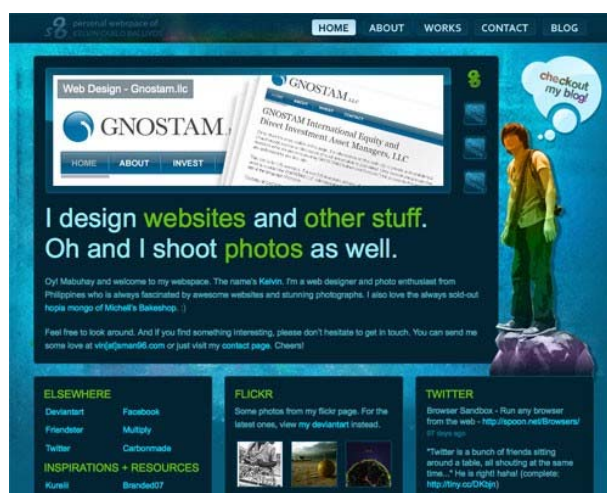 personal webspace of
HOME ABOUT WORKS CONTACT BLOG
Web Design - Gnostam.llc
GNOSTAM
HOME ABOUT INVEST
GNOSTAM
GNOSTAM International Equity and
Direct Investment Asset Managers, LLC
checkout
my blog!
I design websites and other stuff.
Oh and I shoot photos as well.
Oy! Mabuhay and welcome to my webspace. The name's Kelvin. I'm a web designer and photo enthusiast from
Philippines who is always fascinated by awesome websites and stunning photographs. I also love the always sold-out
hopia mongo of Michell's Bakeshop. :)
Feel free to look around. And if you find something interesting, please don't hesitate to get in touch. You can send me
some love at vin[at]sman96.com or just visit my contact page. Cheers!
ELSEWHERE
Deviantart Facebook
Friendster Multiply
Twitter Carbonmade
INSPIRATIONS + RESOURCES
Kureiii Branded07
FLICKR
Some photos from my flickr page. For the
latest ones, view my deviantart instead.
TWITTER
Browser Sandbox - Run any browser
from the web - http://spoon.net/Browsers/
97 days ago
"Twitter is a bunch of friends sitting
around a table, all shouting at the same
time..." He is right! haha! (complete:
http://tiny.cc/DKbjn)